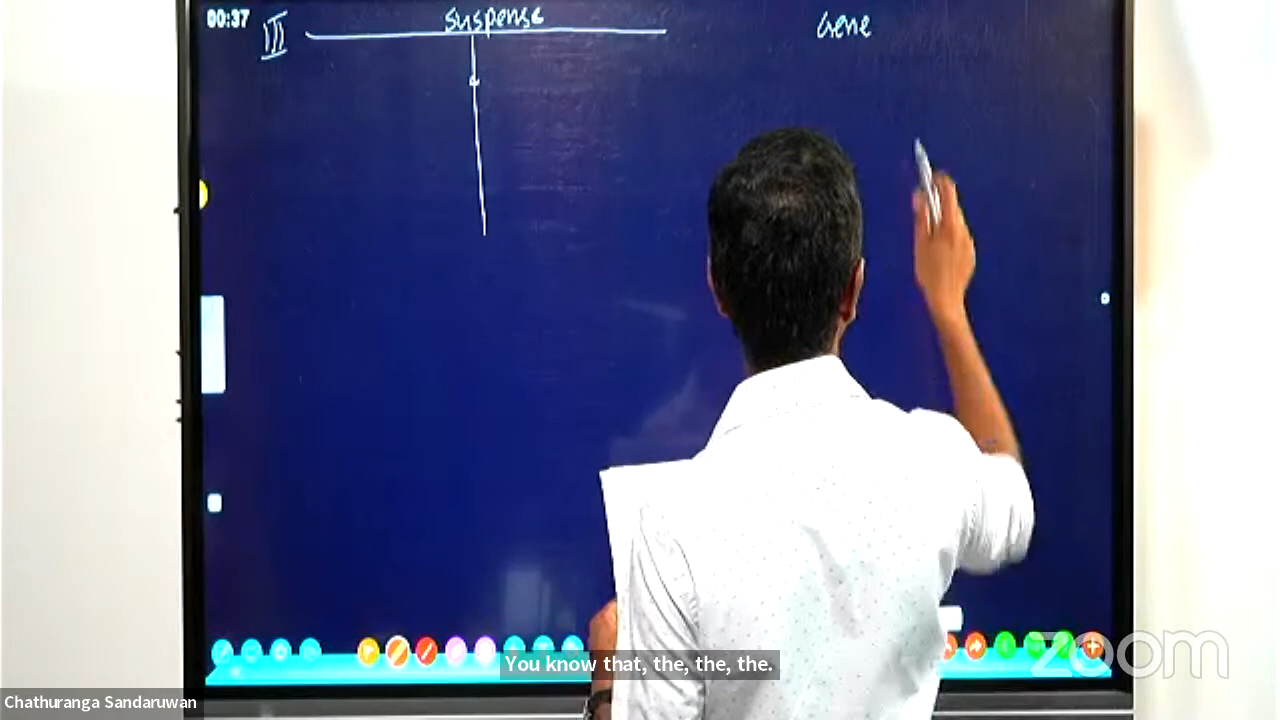 00:37
III
Suspense
Gene
You know that, the, the, the.
zoom
Chathuranga Sandaruwan